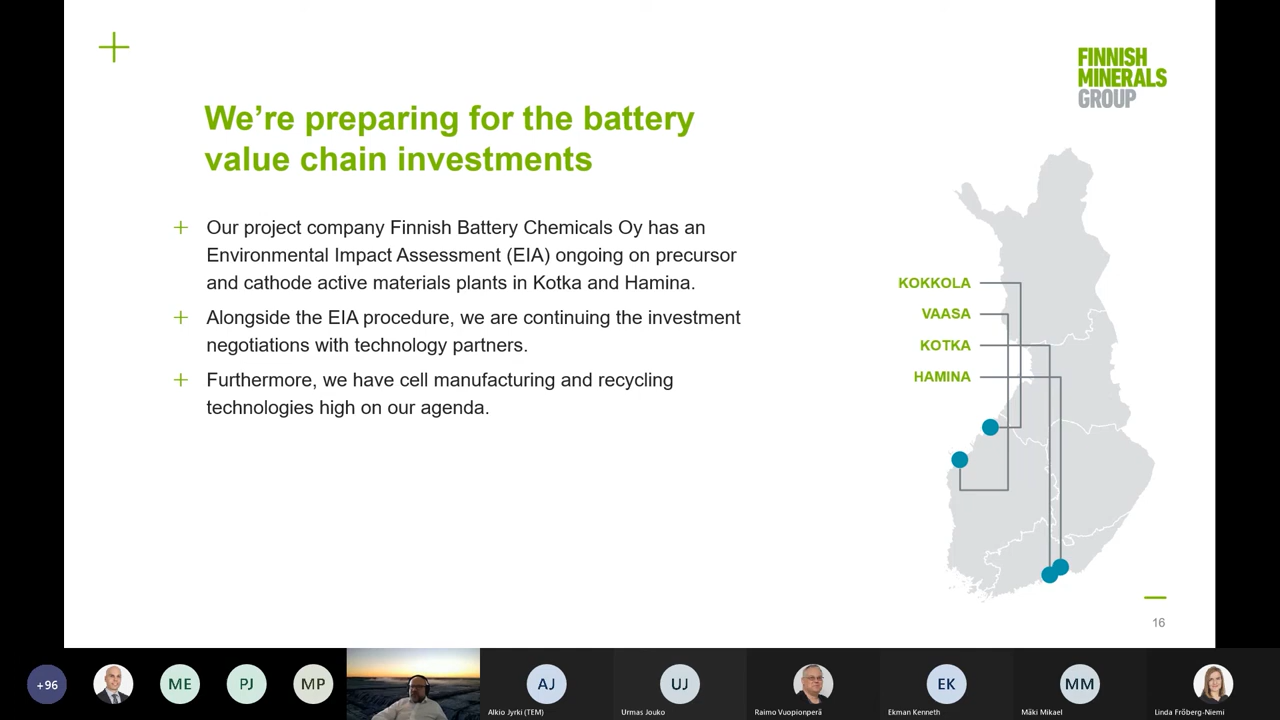 FINNISH
MINERALS
GROUP
We’re preparing for the battery
value chain investments
Our project company Finnish Battery Chemicals Oy has an
Environmental Impact Assessment (EIA) ongoing on precursor
and cathode active materials plants in Kotka and Hamina.
Alongside the EIA procedure, we are continuing the investment
negotiations with technology partners.
Furthermore, we have cell manufacturing and recycling
technologies high on our agenda.
KOKKOLA
VAASA
KOTKA
HAMINA
16
+96
ME
PJ
MP
AJ
Alkio Jyrki (TEM)
UJ
Urmas Jouko
Raimo Vuopionperä
EK
Ekman Kenneth
MM
Mäki Mikael
Linda Fröberg-Niemi